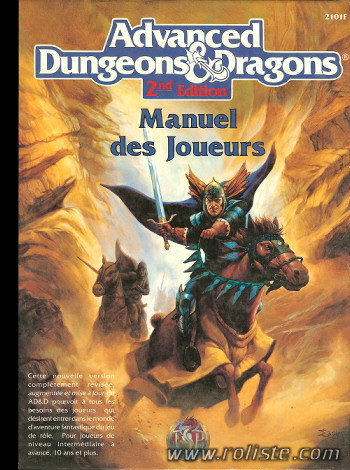 2101F
Advanced
Dungeons & Dragons®
2nd Edition
Manuel
des Joueurs
Cette nouvelle version
complètement révisée,
augmentée et mise à jour de
AD&D pourvoit à tous les
besoins des joueurs qui
désirent entrer dans le monde
d'aventure fantastique du jeu
de rôle. Pour joueurs de
niveau intermédiaire à
avancé, 10 ans et plus.
TSR
www.roliste.com